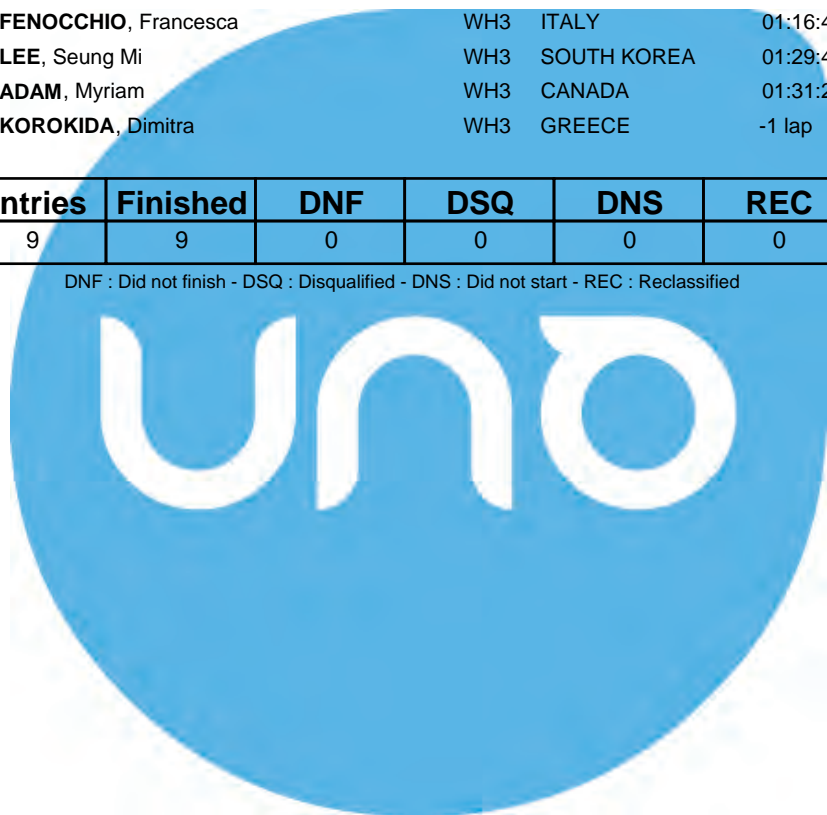 FENOCCHIO, Francesca WH3 ITALY 01:16:4
LEE, Seung Mi WH3 SOUTH KOREA 01:29:4
ADAM, Myriam WH3 CANADA 01:31:2
KOROKIDA, Dimitra WH3 GREECE -1 lap
ntries Finished DNF DSQ DNS REC
9 9 0 0 0 0
DNF : Did not finish - DSQ : Disqualified - DNS : Did not start - REC : Reclassified
uno